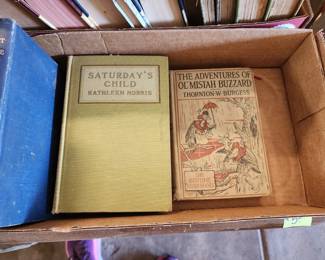 SATURDAY'S
CHILD
KATHLEEN NORRIS
THE ADVENTURES OF
OL' MISTAH BUZZARD
THORNTON·W·BURGESS